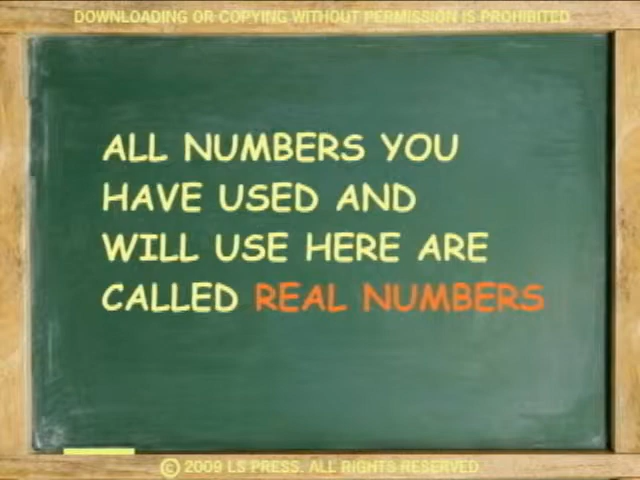 DOWNLOADING OR COPYING WITHOUT PERMISSION IS PROHIBITED
ALL NUMBERS YOU
HAVE USED AND
WILL USE HERE ARE
CALLED REAL NUMBERS
© 2009 LS PRESS. ALL RIGHTS RESERVED